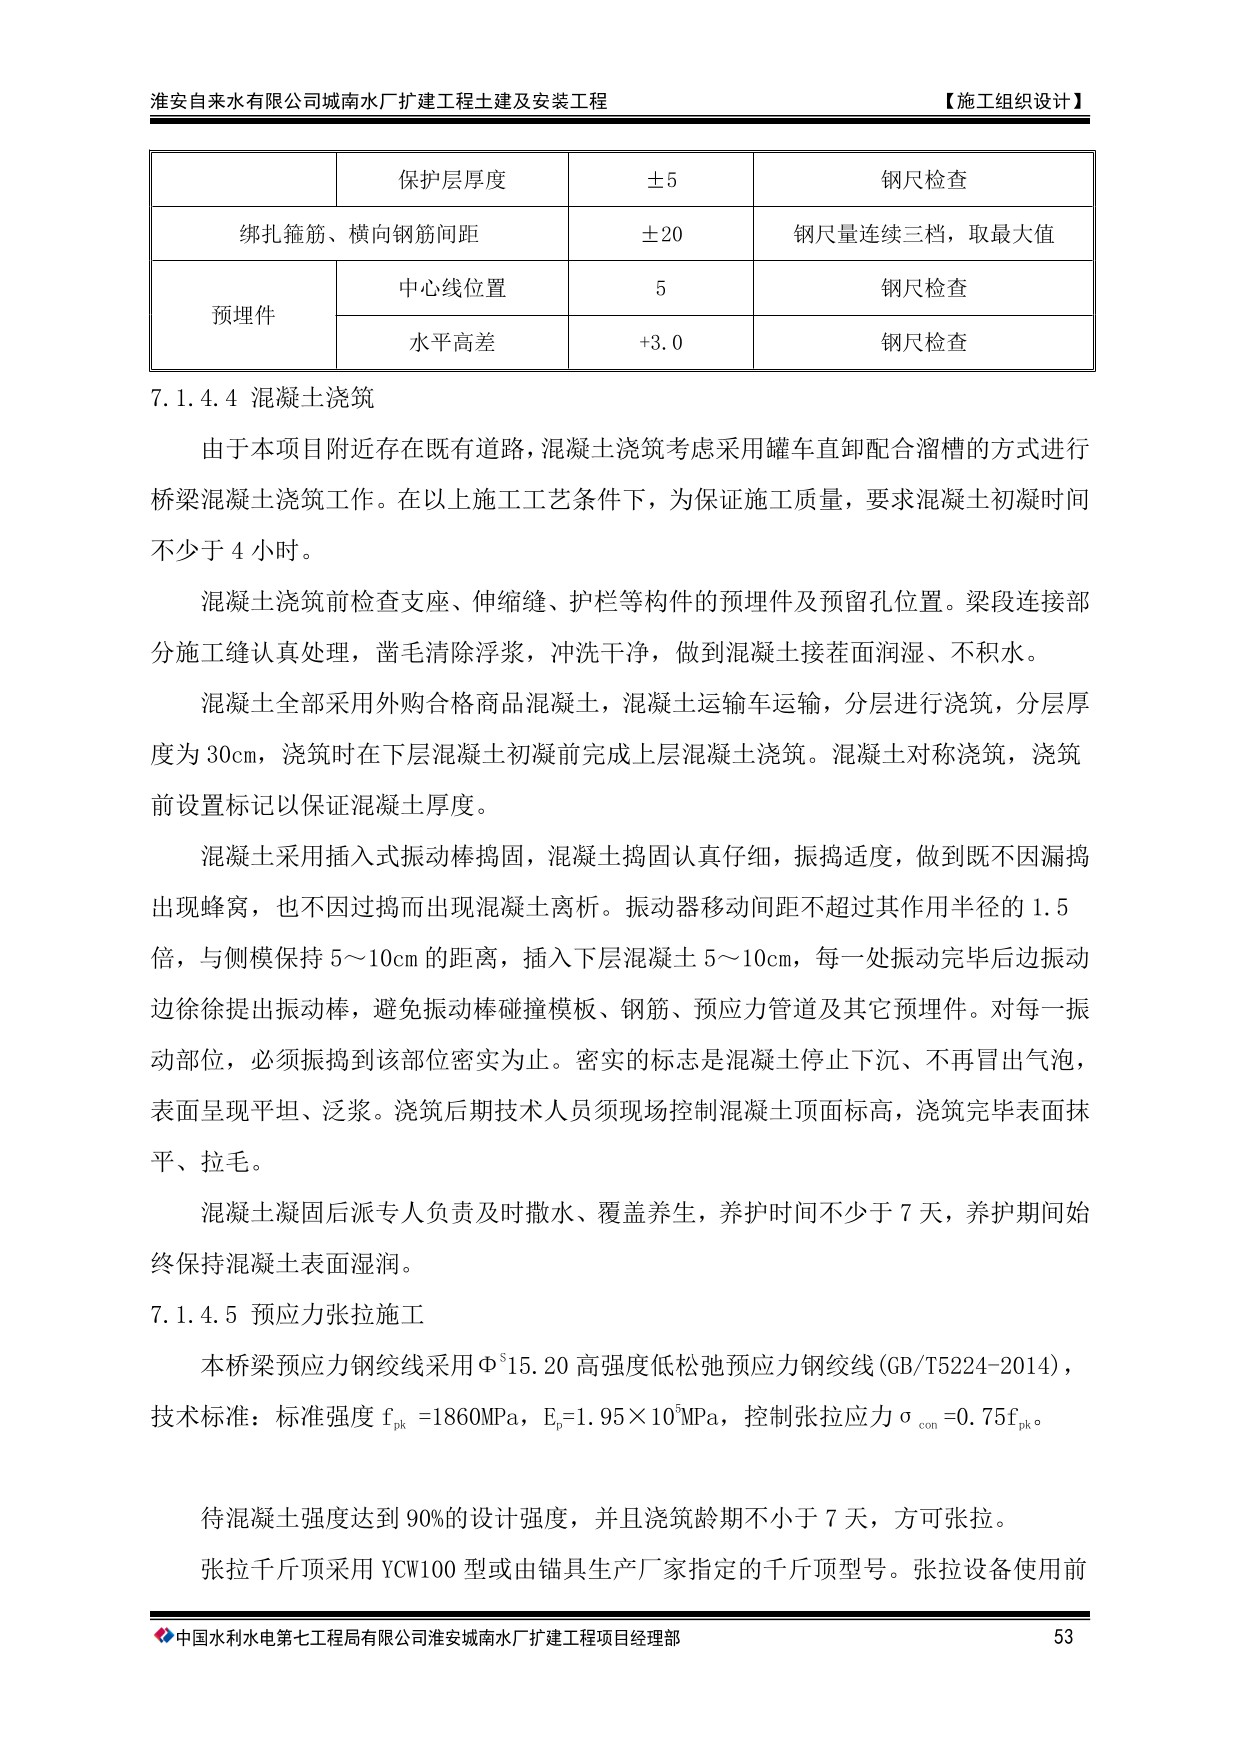 淮安自来水有限公司城南水厂扩建工程土建及安装工程 【施工组织设计】
保护层厚度 ±5 钢尺检查
绑扎箍筋、横向钢筋间距 ±20 钢尺量连续三档，取最大值
预埋件 中心线位置 5 钢尺检查
水平高差 +3.0 钢尺检查
7.1.4.4 混凝土浇筑
由于本项目附近存在既有道路，混凝土浇筑考虑采用罐车直卸配合溜槽的方式进行
桥梁混凝土浇筑工作。在以上施工工艺条件下，为保证施工质量，要求混凝土初凝时间
不少于 4 小时。
混凝土浇筑前检查支座、伸缩缝、护栏等构件的预埋件及预留孔位置。梁段连接部
分施工缝认真处理，凿毛清除浮浆，冲洗干净，做到混凝土接茬面润湿、不积水。
混凝土全部采用外购合格商品混凝土，混凝土运输车运输，分层进行浇筑，分层厚
度为 30cm，浇筑时在下层混凝土初凝前完成上层混凝土浇筑。混凝土对称浇筑，浇筑
前设置标记以保证混凝土厚度。
混凝土采用插入式振动棒捣固，混凝土捣固认真仔细，振捣适度，做到既不因漏捣
出现蜂窝，也不因过捣而出现混凝土离析。振动器移动间距不超过其作用半径的 1.5
倍，与侧模保持 5～10cm 的距离，插入下层混凝土 5～10cm，每一处振动完毕后边振动
边徐徐提出振动棒，避免振动棒碰撞模板、钢筋、预应力管道及其它预埋件。对每一振
动部位，必须振捣到该部位密实为止。密实的标志是混凝土停止下沉、不再冒出气泡，
表面呈现平坦、泛浆。浇筑后期技术人员须现场控制混凝土顶面标高，浇筑完毕表面抹
平、拉毛。
混凝土凝固后派专人负责及时撒水、覆盖养生，养护时间不少于 7 天，养护期间始
终保持混凝土表面湿润。
7.1.4.5 预应力张拉施工
本桥梁预应力钢绞线采用Φˢ15.20 高强度低松弛预应力钢绞线(GB/T5224-2014)，
技术标准：标准强度 fpk =1860MPa，Ep=1.95×10⁵MPa，控制张拉应力σcon=0.75fpk。
待混凝土强度达到 90%的设计强度，并且浇筑龄期不小于 7 天，方可张拉。
张拉千斤顶采用 YCW100 型或由锚具生产厂家指定的千斤顶型号。张拉设备使用前
中国水利水电第七工程局有限公司淮安城南水厂扩建工程项目经理部 53